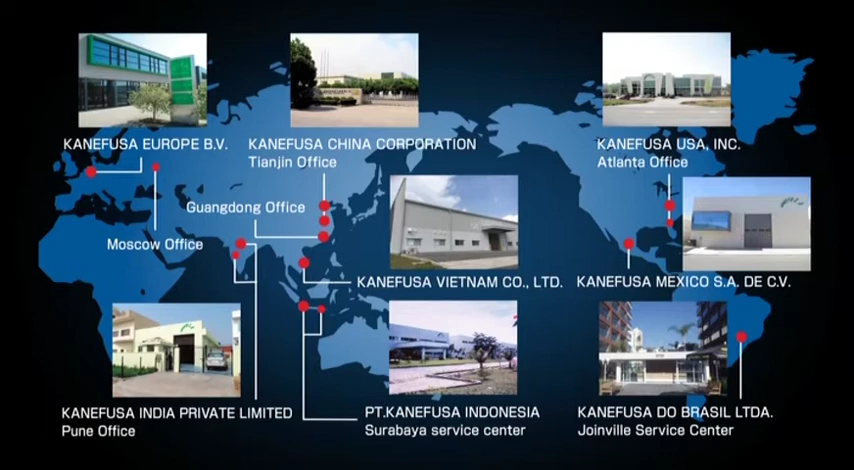 KANEFUSA EUROPE B.V.
KANEFUSA CHINA CORPORATION
Tianjin Office
KANEFUSA USA, INC.
Atlanta Office
Guangdong Office
Moscow Office
KANEFUSA VIETNAM CO., LTD.
KANEFUSA MEXICO S.A. DE C.V.
KANEFUSA INDIA PRIVATE LIMITED
Pune Office
PT.KANEFUSA INDONESIA
Surabaya service center
KANEFUSA DO BRASIL LTDA.
Joinville Service Center